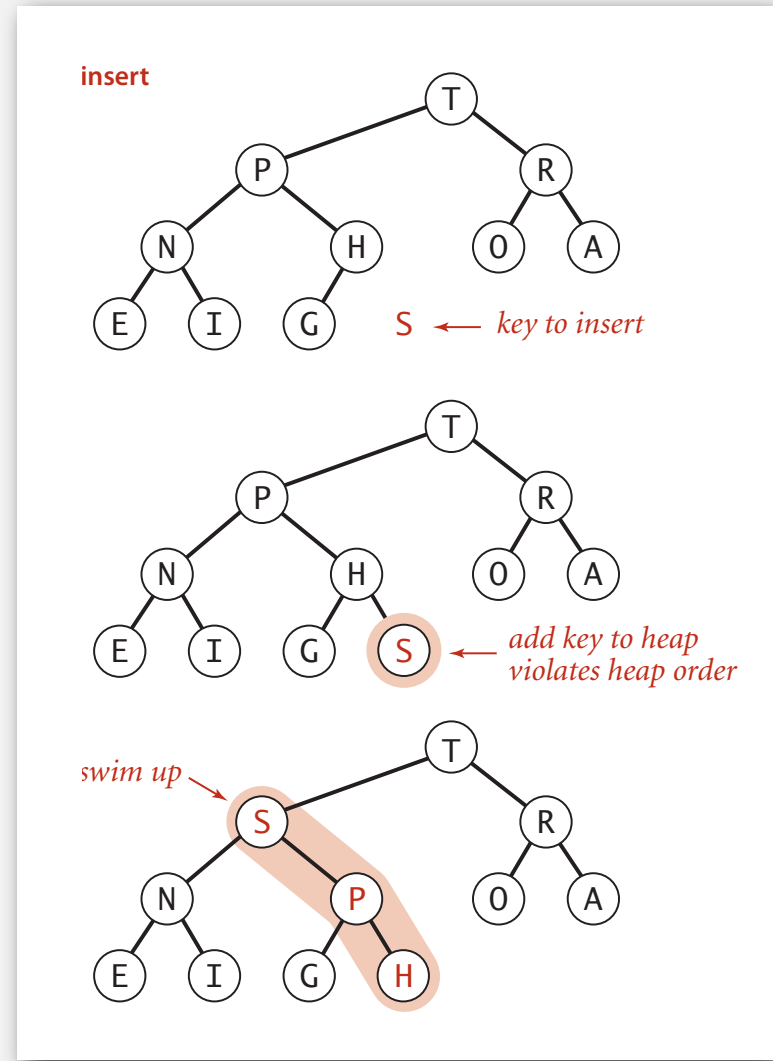 insert
T
P R
N H O A
E I G S key to insert
T
P R
N H O A
E I G S add key to heap
violates heap order
T
swim up
S R
N P O A
E I G H